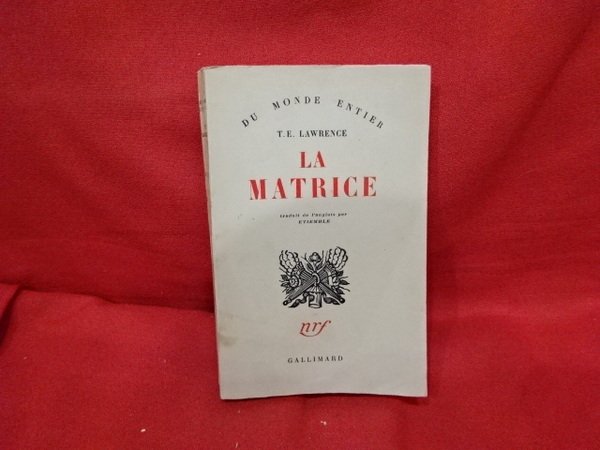 DU MONDE ENTIER
T. E. LAWRENCE
LA
MATRICE
traduit de l'anglais par
ETIEMBLE
nrf
GALLIMARD